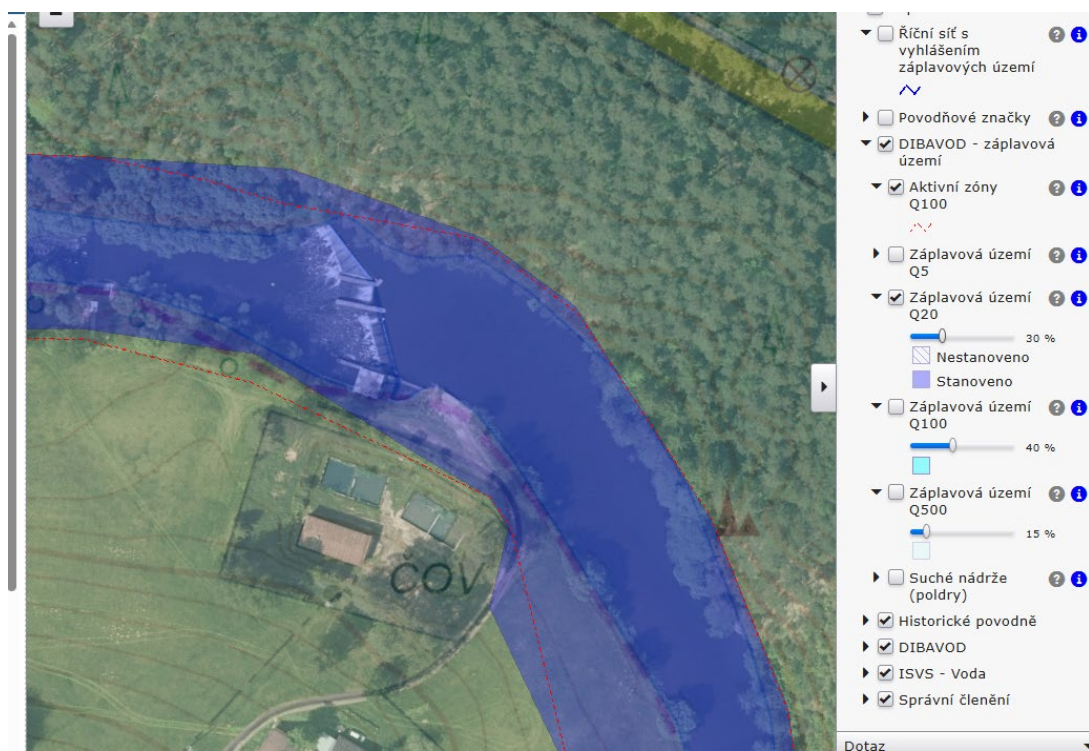 Říční síť s
vyhlášením
záplavových území
Povodňové značky
DIBAVOD - záplavová
území
Aktivní zóny
Q100
Záplavová území
Q5
Záplavová území
Q20
30 %
Nestanoveno
Stanoveno
Záplavová území
Q100
40 %
Záplavová území
Q500
15 %
Suché nádrže
(poldry)
Historické povodně
DIBAVOD
ISVS - Voda
Správní členění
Dotaz
ČOV